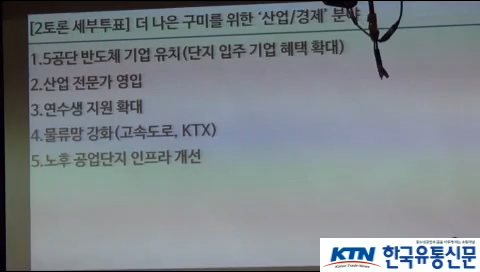 [2토론 세부투표] 더 나은 구미를 위한 '산업/경제' 분야
1.5공단 반도체 기업 유치(단지 입주 기업 혜택 확대)
2.산업 전문가 영입
3.연수생 지원 확대
4.물류망 강화(고속도로, KTX)
5.노후 공업단지 인프라 개선
KTN 한국유통신문